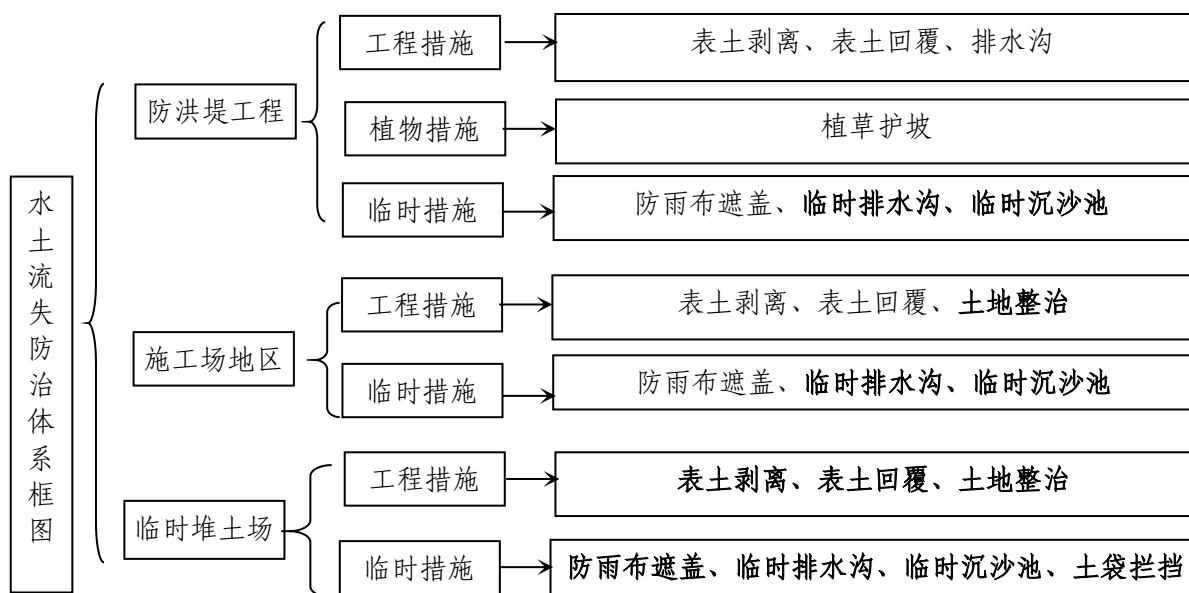 水土流失防治体系框图
防洪堤工程
工程措施
表土剥离、表土回覆、排水沟
植物措施
植草护坡
临时措施
防雨布遮盖、临时排水沟、临时沉沙池
施工场地区
工程措施
表土剥离、表土回覆、土地整治
临时措施
防雨布遮盖、临时排水沟、临时沉沙池
临时堆土场
工程措施
表土剥离、表土回覆、土地整治
临时措施
防雨布遮盖、临时排水沟、临时沉沙池、土袋拦挡